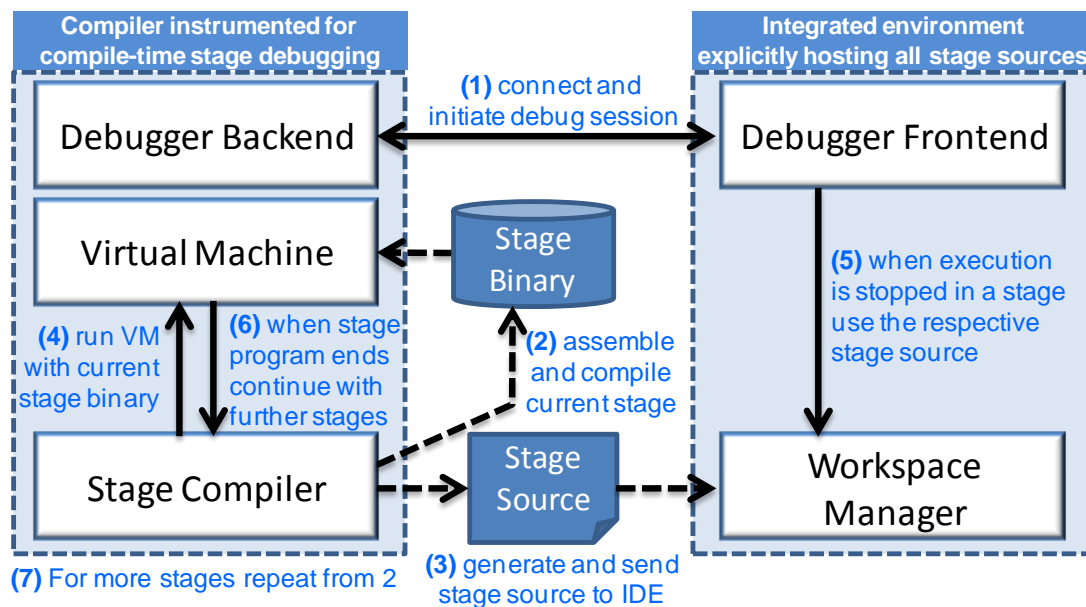 Compiler instrumented for
compile-time stage debugging
Integrated environment
explicitly hosting all stage sources
(1) connect and
initiate debug session
Debugger Backend
Debugger Frontend
Virtual Machine
Stage
Binary
(5) when execution
is stopped in a stage
use the respective
stage source
(4) run VM
with current
stage binary
(6) when stage
program ends
continue with
further stages
(2) assemble
and compile
current stage
Stage Compiler
Stage
Source
Workspace
Manager
(7) For more stages repeat from 2
(3) generate and send
stage source to IDE